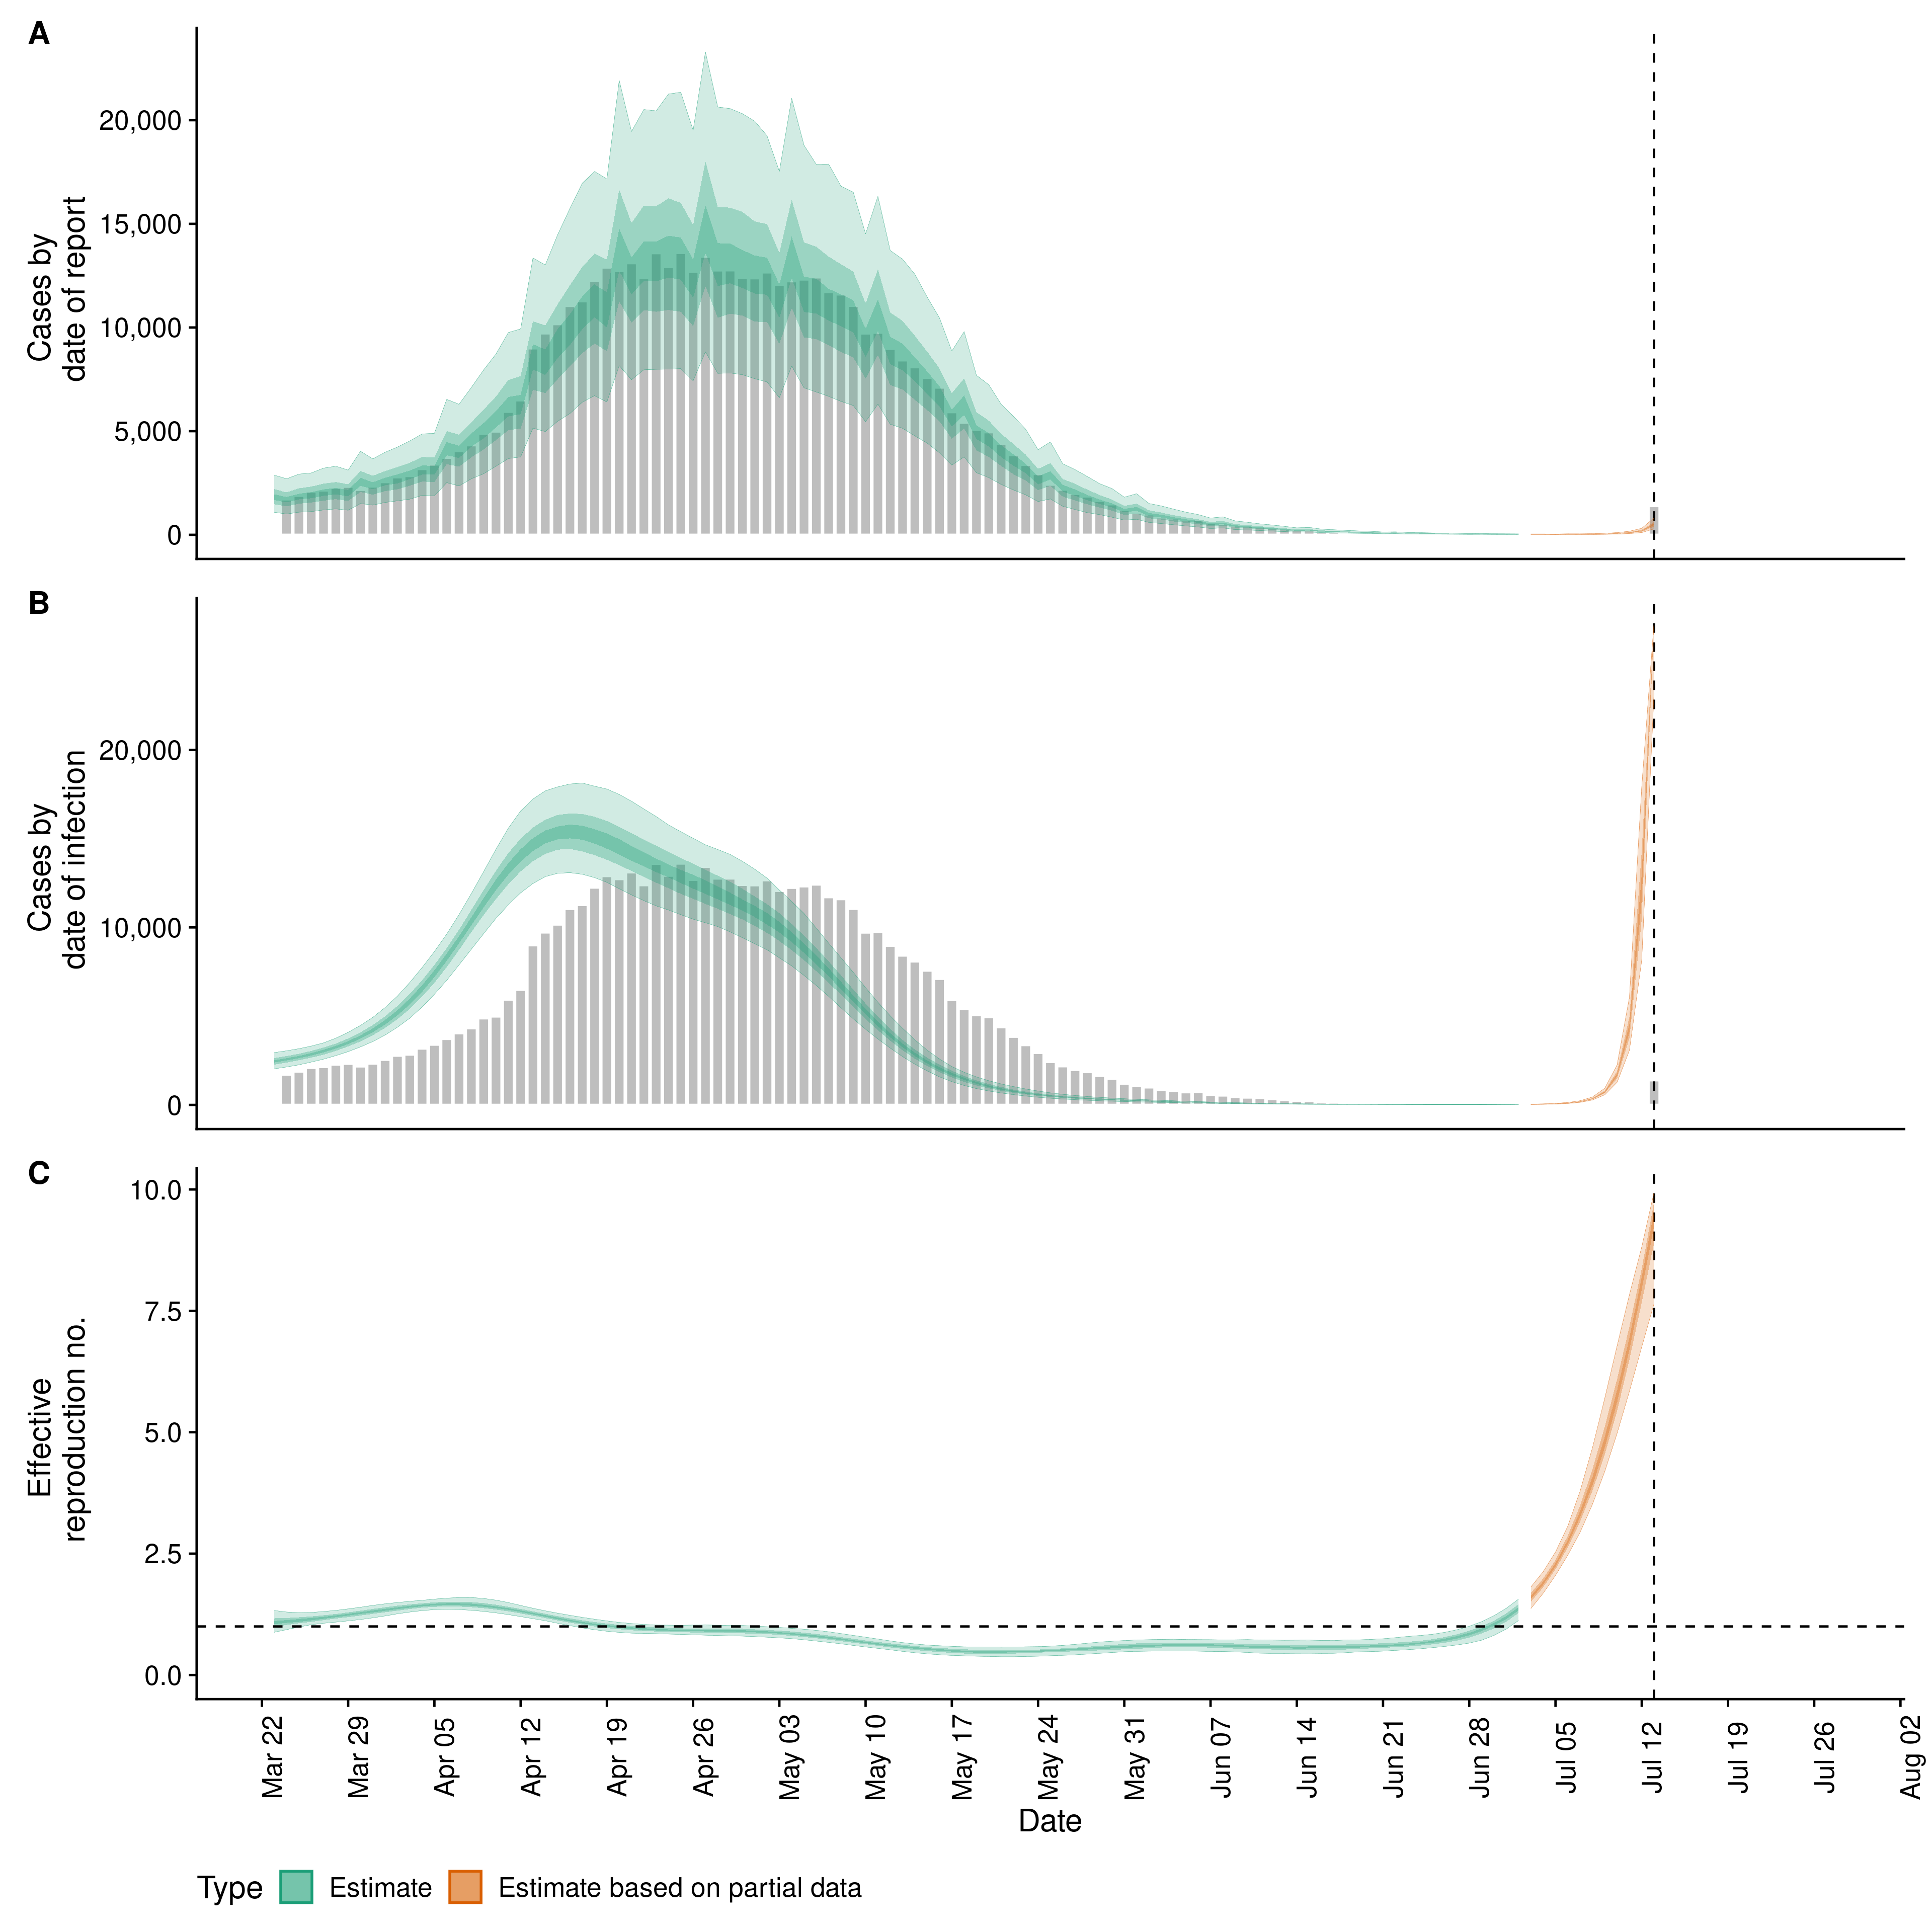 A
Cases by
date of report
20,000
15,000
10,000
5,000
0
B
Cases by
date of infection
20,000
10,000
0
C
Effective
reproduction no.
10.0
7.5
5.0
2.5
0.0
Mar 22
Mar 29
Apr 05
Apr 12
Apr 19
Apr 26
May 03
May 10
May 17
May 24
May 31
Jun 07
Jun 14
Jun 21
Jun 28
Jul 05
Jul 12
Jul 19
Jul 26
Aug 02
Date
Type Estimate Estimate based on partial data